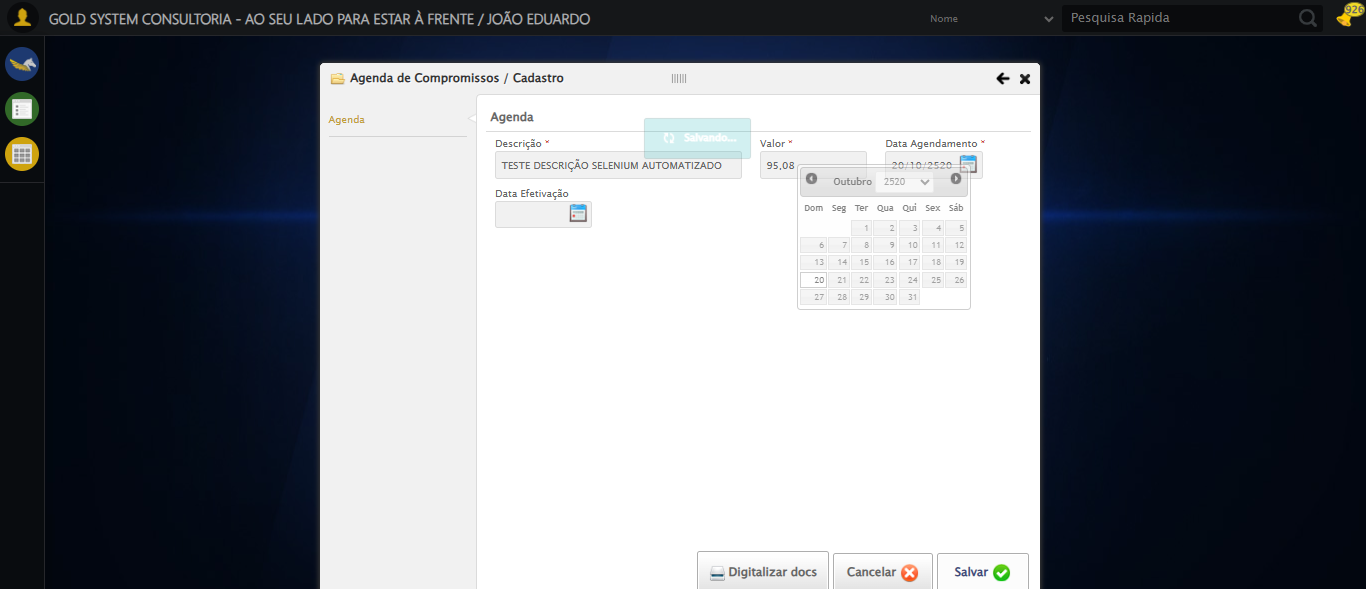 GOLD SYSTEM CONSULTORIA - AO SEU LADO PARA ESTAR À FRENTE / JOÃO EDUARDO
Nome
Pesquisa Rapida
926
Agenda de Compromissos / Cadastro
Agenda
Agenda
Salvando...
Descrição *
Valor *
Data Agendamento *
TESTE DESCRIÇÃO SELENIUM AUTOMATIZADO
95,08
20/10/2520
Data Efetivação
Outubro 2520
Dom Seg Ter Qua Qui Sex Sáb
1 2 3 4 5
6 7 8 9 10 11 12
13 14 15 16 17 18 19
20 21 22 23 24 25 26
27 28 29 30 31
Digitalizar docs
Cancelar
Salvar